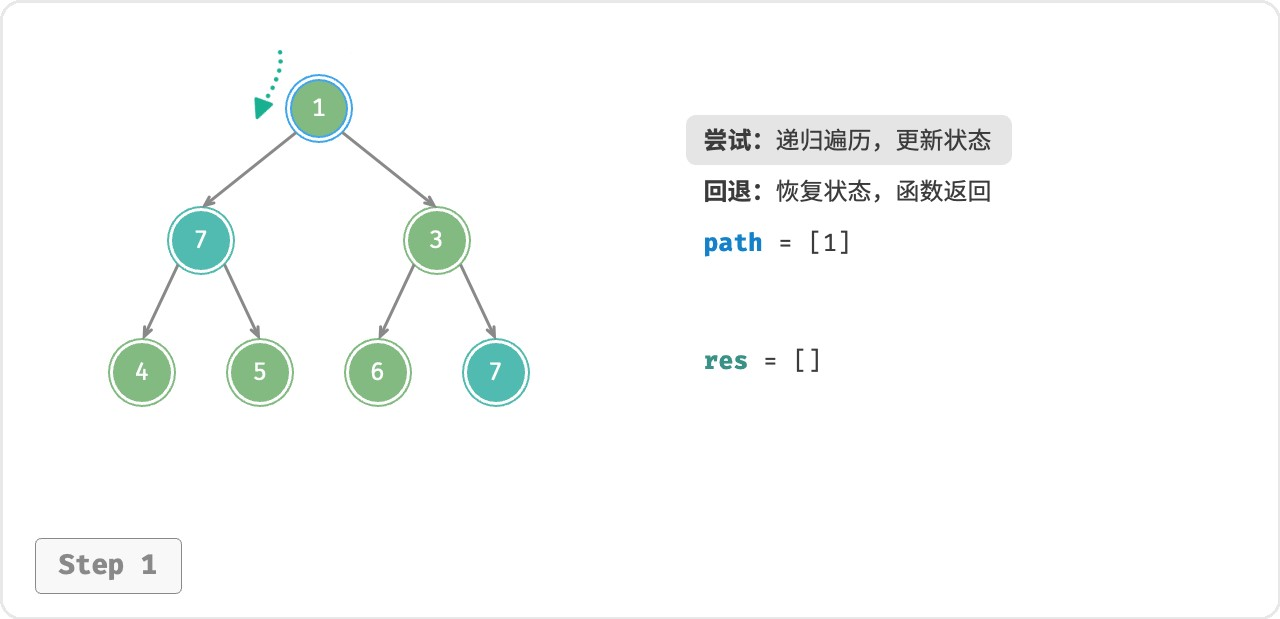 1
7
3
4
5
6
7
尝试：递归遍历，更新状态
回退：恢复状态，函数返回
path = [1]
res = []
Step 1